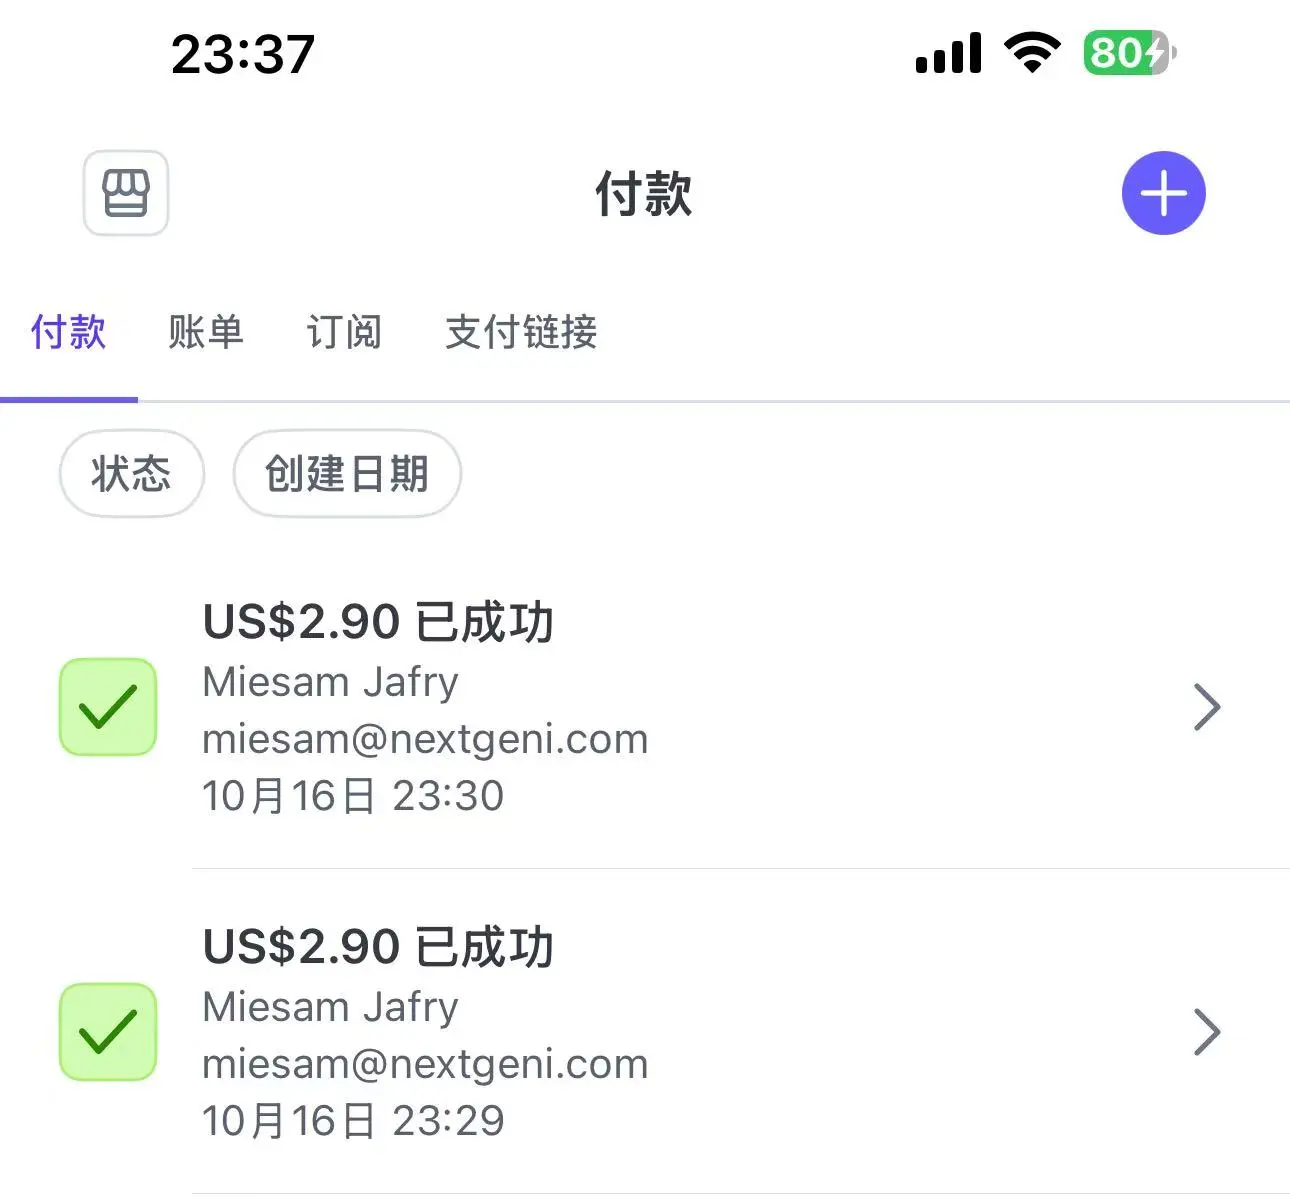 23:37
80
付款
付款 账单 订阅 支付链接
状态 创建日期
US$2.90 已成功
Miesam Jafry
miesam@nextgeni.com
10月16日 23:30
US$2.90 已成功
Miesam Jafry
miesam@nextgeni.com
10月16日 23:29